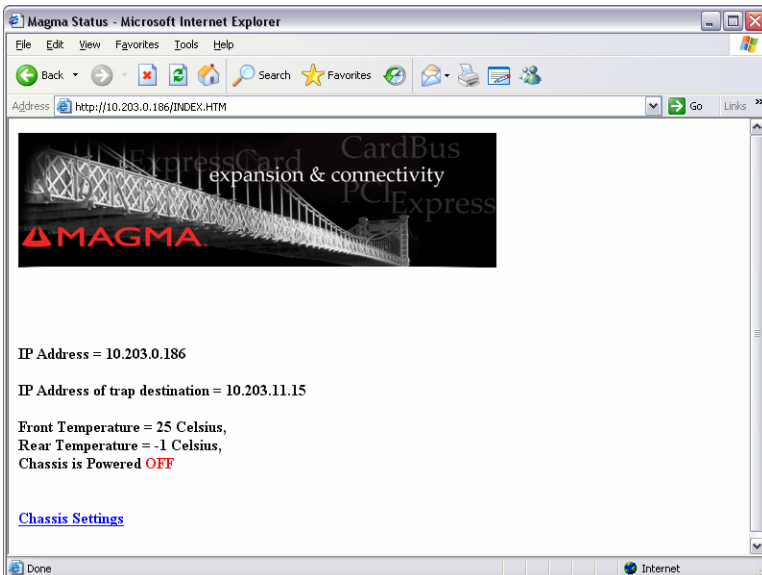 Magma Status - Microsoft Internet Explorer
File Edit View Favorites Tools Help
Back Search Favorites
Address http://10.203.0.186/INDEX.HTM Go Links »
ExpressCard CardBus
expansion & connectivity
PCI Express
MAGMA
IP Address = 10.203.0.186
IP Address of trap destination = 10.203.11.15
Front Temperature = 25 Celsius,
Rear Temperature = -1 Celsius,
Chassis is Powered OFF
Chassis Settings
Done Internet